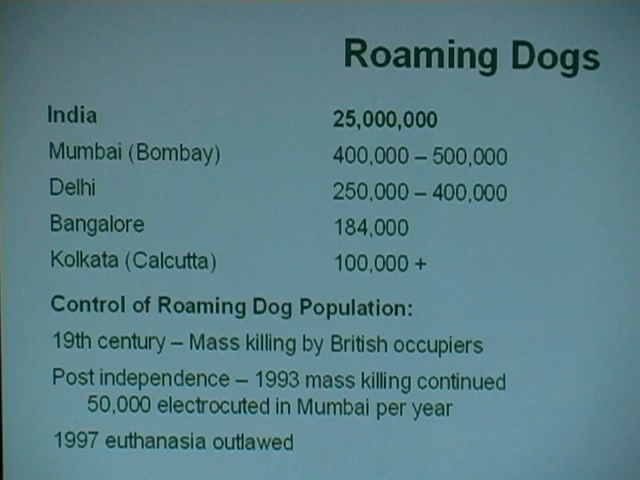 Roaming Dogs
India 25,000,000
Mumbai (Bombay) 400,000 – 500,000
Delhi 250,000 – 400,000
Bangalore 184,000
Kolkata (Calcutta) 100,000 +
Control of Roaming Dog Population:
19th century – Mass killing by British occupiers
Post independence – 1993 mass killing continued
50,000 electrocuted in Mumbai per year
1997 euthanasia outlawed